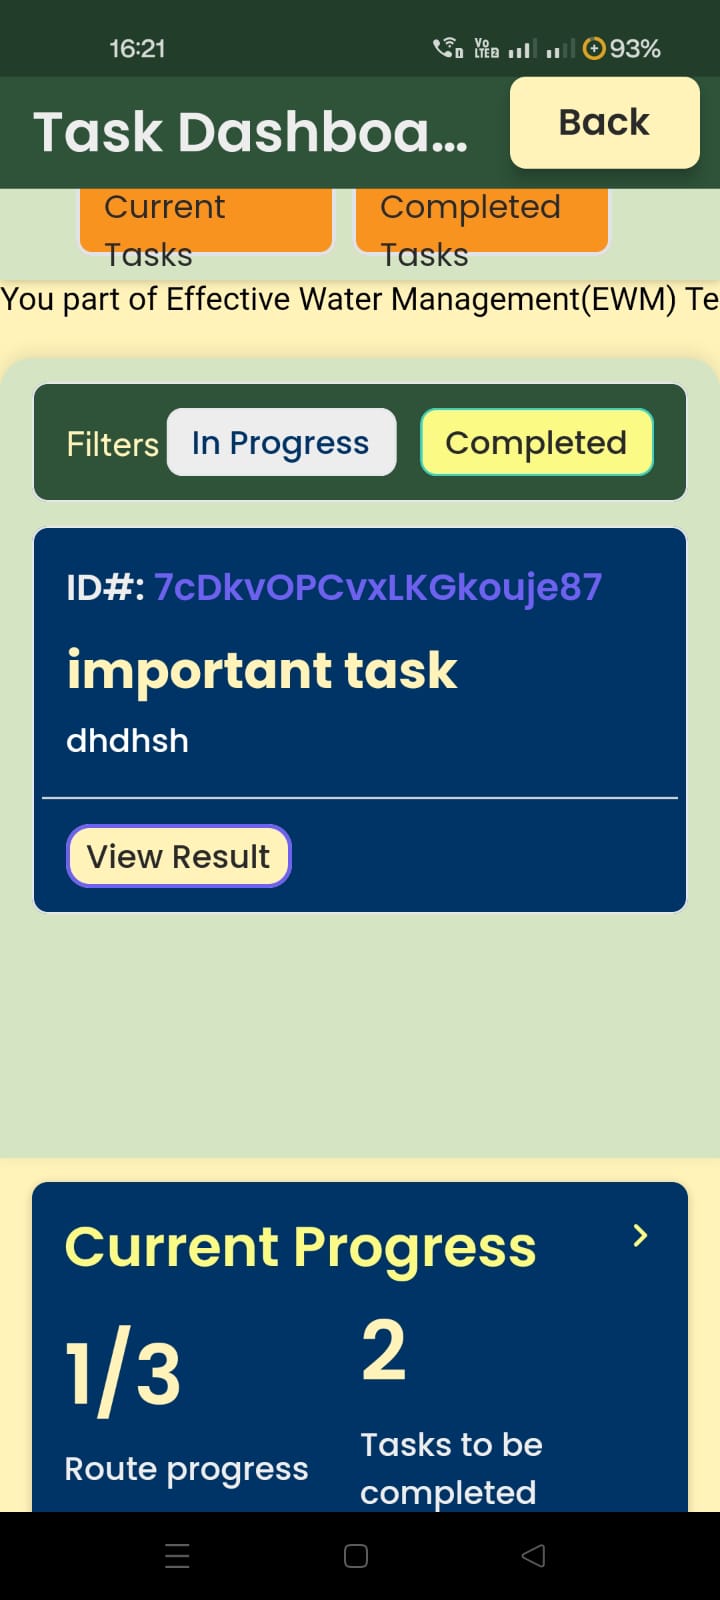 16:21 Vo LTE2 93%
Task Dashboa... Back
Current Tasks
Completed Tasks
You part of Effective Water Management(EWM) Te
Filters In Progress Completed
ID#: 7cDkvOPCvxLKGkouje87
important task
dhdhsh
View Result
Current Progress
1/3
Route progress
2
Tasks to be
completed